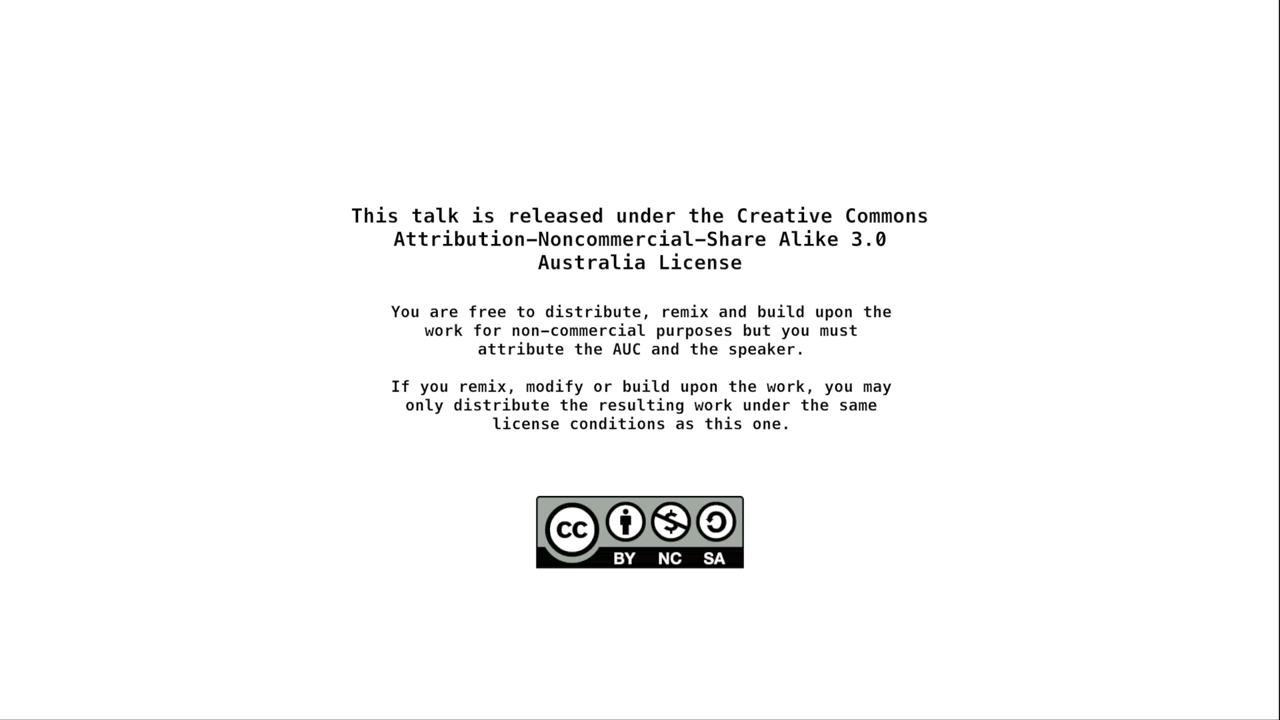 This talk is released under the Creative Commons
Attribution–Noncommercial–Share Alike 3.0
Australia License
You are free to distribute, remix and build upon the
work for non–commercial purposes but you must
attribute the AUC and the speaker.
If you remix, modify or build upon the work, you may
only distribute the resulting work under the same
license conditions as this one.
CC
BY NC SA